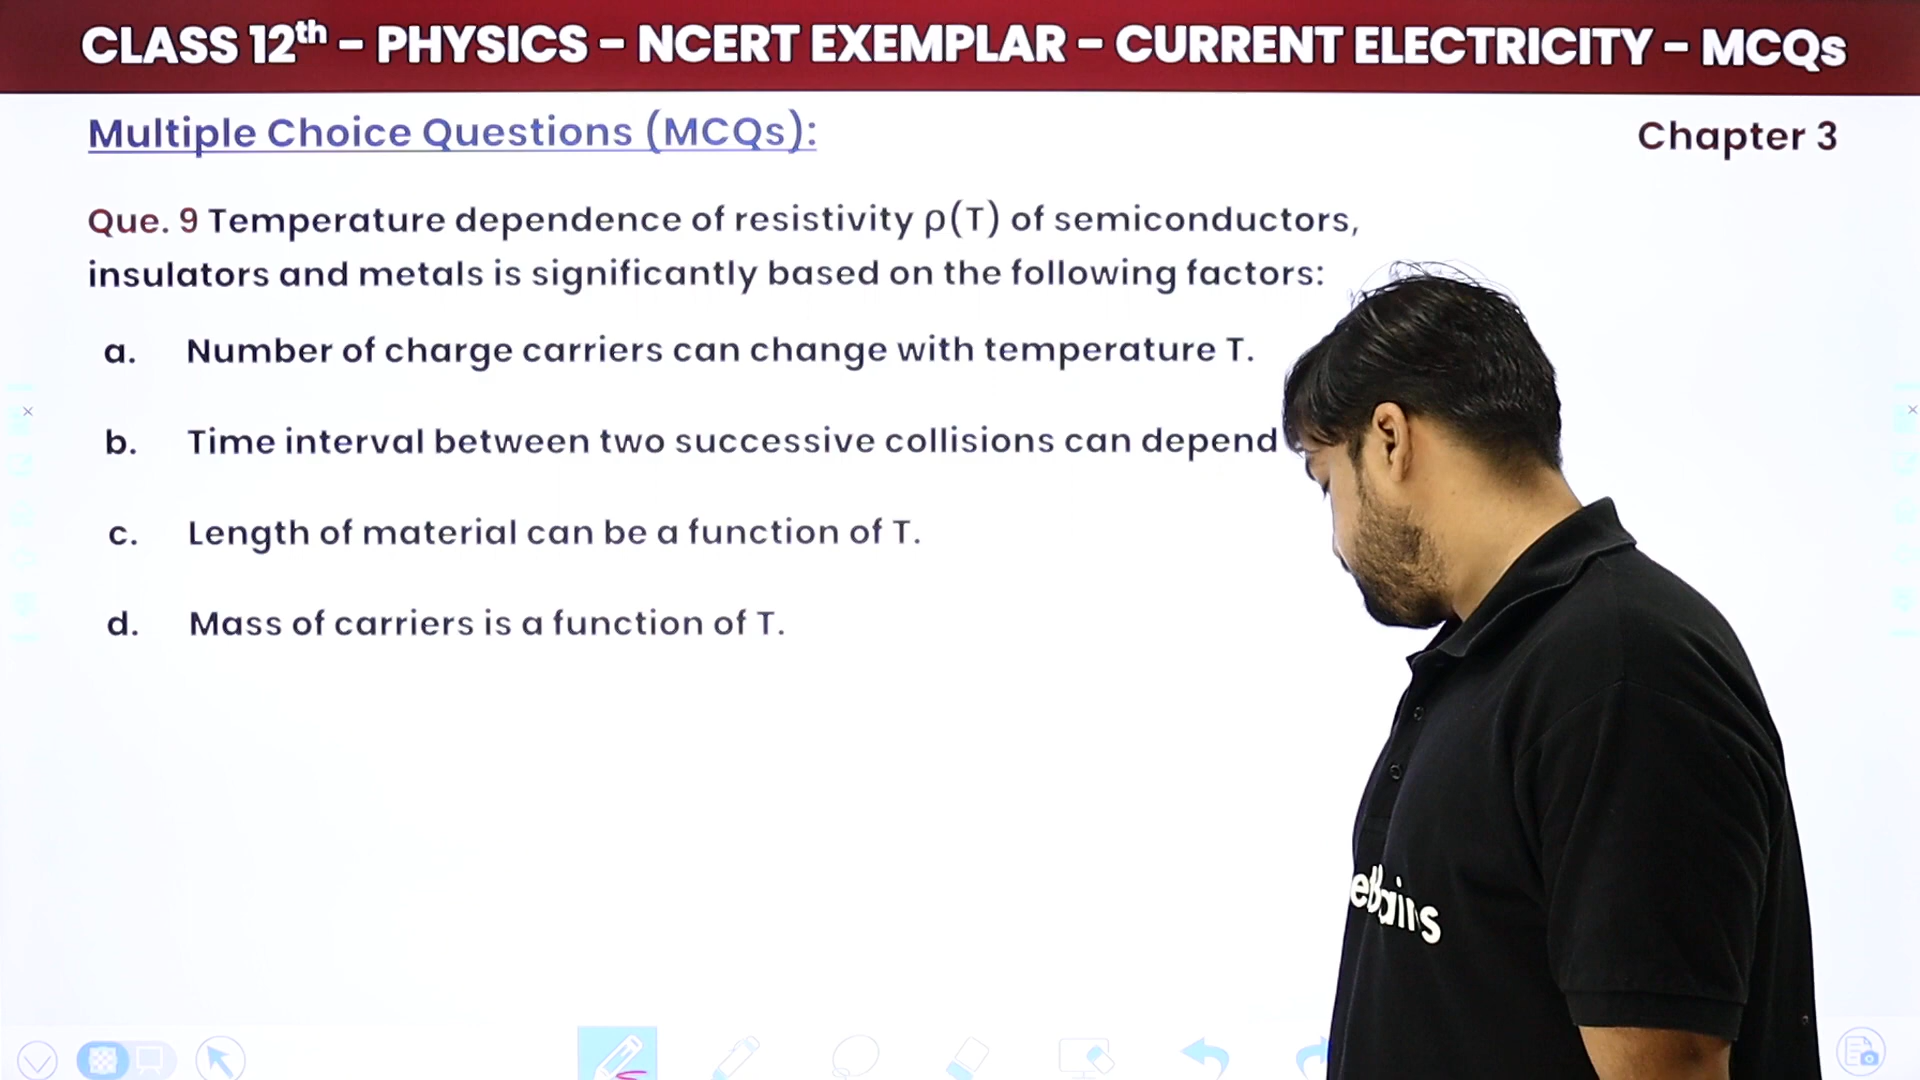 CLASS 12th - PHYSICS - NCERT EXEMPLAR - CURRENT ELECTRICITY - MCQs
Multiple Choice Questions (MCQs):
Chapter 3
Que. 9 Temperature dependence of resistivity ρ(T) of semiconductors,
insulators and metals is significantly based on the following factors:
a. Number of charge carriers can change with temperature T.
b. Time interval between two successive collisions can depend
c. Length of material can be a function of T.
d. Mass of carriers is a function of T.